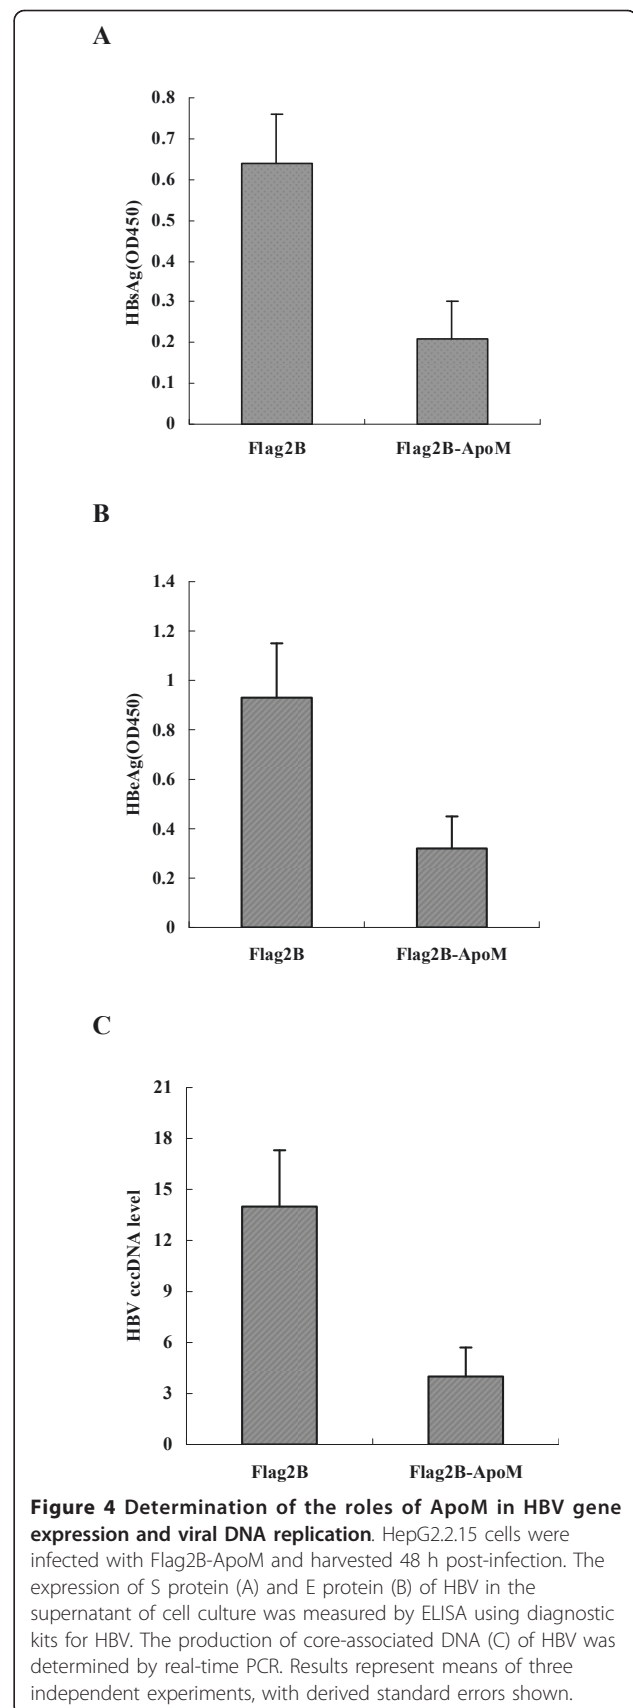 A
0.8
0.7
0.6
0.5
0.4
0.3
0.2
0.1
0
HBsAg(OD450)
Flag2B Flag2B-ApoM
B
1.4
1.2
1
0.8
0.6
0.4
0.2
0
HBeAg(OD450)
Flag2B Flag2B-ApoM
C
21
18
15
12
9
6
3
0
HBV cccDNA level
Flag2B Flag2B-ApoM
Figure 4 Determination of the roles of ApoM in HBV gene
expression and viral DNA replication. HepG2.2.15 cells were
infected with Flag2B-ApoM and harvested 48 h post-infection. The
expression of S protein (A) and E protein (B) of HBV in the
supernatant of cell culture was measured by ELISA using diagnostic
kits for HBV. The production of core-associated DNA (C) of HBV was
determined by real-time PCR. Results represent means of three
independent experiments, with derived standard errors shown.